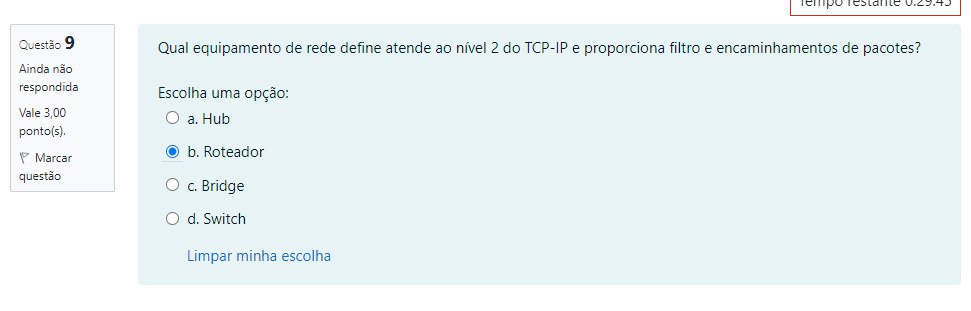 Tempo restante 0:29:45
Questão 9
Ainda não
respondida
Vale 3,00
ponto(s).
Marcar
questão
Qual equipamento de rede define atende ao nível 2 do TCP-IP e proporciona filtro e encaminhamentos de pacotes?
Escolha uma opção:
a. Hub
b. Roteador
c. Bridge
d. Switch
Limpar minha escolha